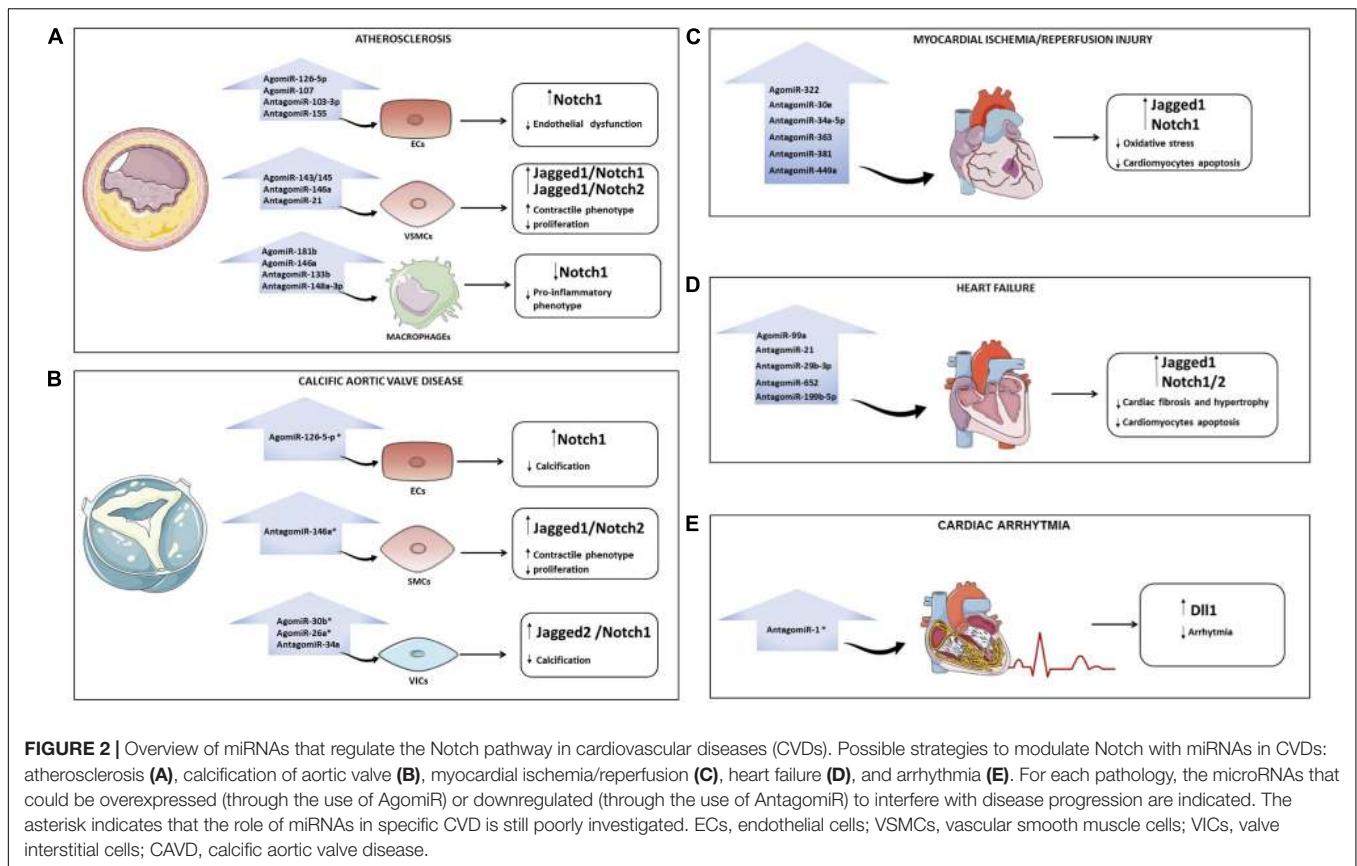 A
ATHEROSCLEROSIS
AgomiR-126-5p
AgomiR-107
AntagomiR-103-3p
AntagomiR-155
ECs
↑Notch1
↓ Endothelial dysfunction
AgomiR-143/145
AntagomiR-146a
AntagomiR-21
VSMCs
↑ Jagged1/Notch1
Jagged1/Notch2
↑ Contractile phenotype
↓ proliferation
AgomiR-181b
AgomiR-146a
AntagomiR-133b
AntagomiR-148a-3p
MACROPHAGEs
↓Notch1
↓ Pro-inflammatory
phenotype
B
CALCIFIC AORTIC VALVE DISEASE
AgomiR-126-5-p *
ECs
↑Notch1
↓ Calcification
AntagomiR-146a*
SMCs
↑ Jagged1/Notch2
↑ Contractile phenotype
↓ proliferation
AgomiR-30b*
AgomiR-26a*
AntagomiR-34a
VICs
↑ Jagged2 /Notch1
↓ Calcification
C
MYOCARDIAL ISCHEMIA/REPERFUSION INJURY
AgomiR-322
AntagomiR-30e
AntagomiR-34a-5p
AntagomiR-363
AntagomiR-381
AntagomiR-449a
↑ Jagged1
Notch1
↓ Oxidative stress
↓ Cardiomyocytes apoptosis
D
HEART FAILURE
AgomiR-99a
AntagomiR-21
AntagomiR-29b-3p
AntagomiR-652
AntagomiR-199b-5p
↑ Jagged1
Notch1/2
↓ Cardiac fibrosis and hypertrophy
↓ Cardiomyocytes apoptosis
E
CARDIAC ARRHYTMIA
AntagomiR-1 *
↑ Dll1
↓ Arrhytmia
FIGURE 2 | Overview of miRNAs that regulate the Notch pathway in cardiovascular diseases (CVDs). Possible strategies to modulate Notch with miRNAs in CVDs:
atherosclerosis (A), calcification of aortic valve (B), myocardial ischemia/reperfusion (C), heart failure (D), and arrhythmia (E). For each pathology, the microRNAs that
could be overexpressed (through the use of AgomiR) or downregulated (through the use of AntagomiR) to interfere with disease progression are indicated. The
asterisk indicates that the role of miRNAs in specific CVD is still poorly investigated. ECs, endothelial cells; VSMCs, vascular smooth muscle cells; VICs, valve
interstitial cells; CAVD, calcific aortic valve disease.